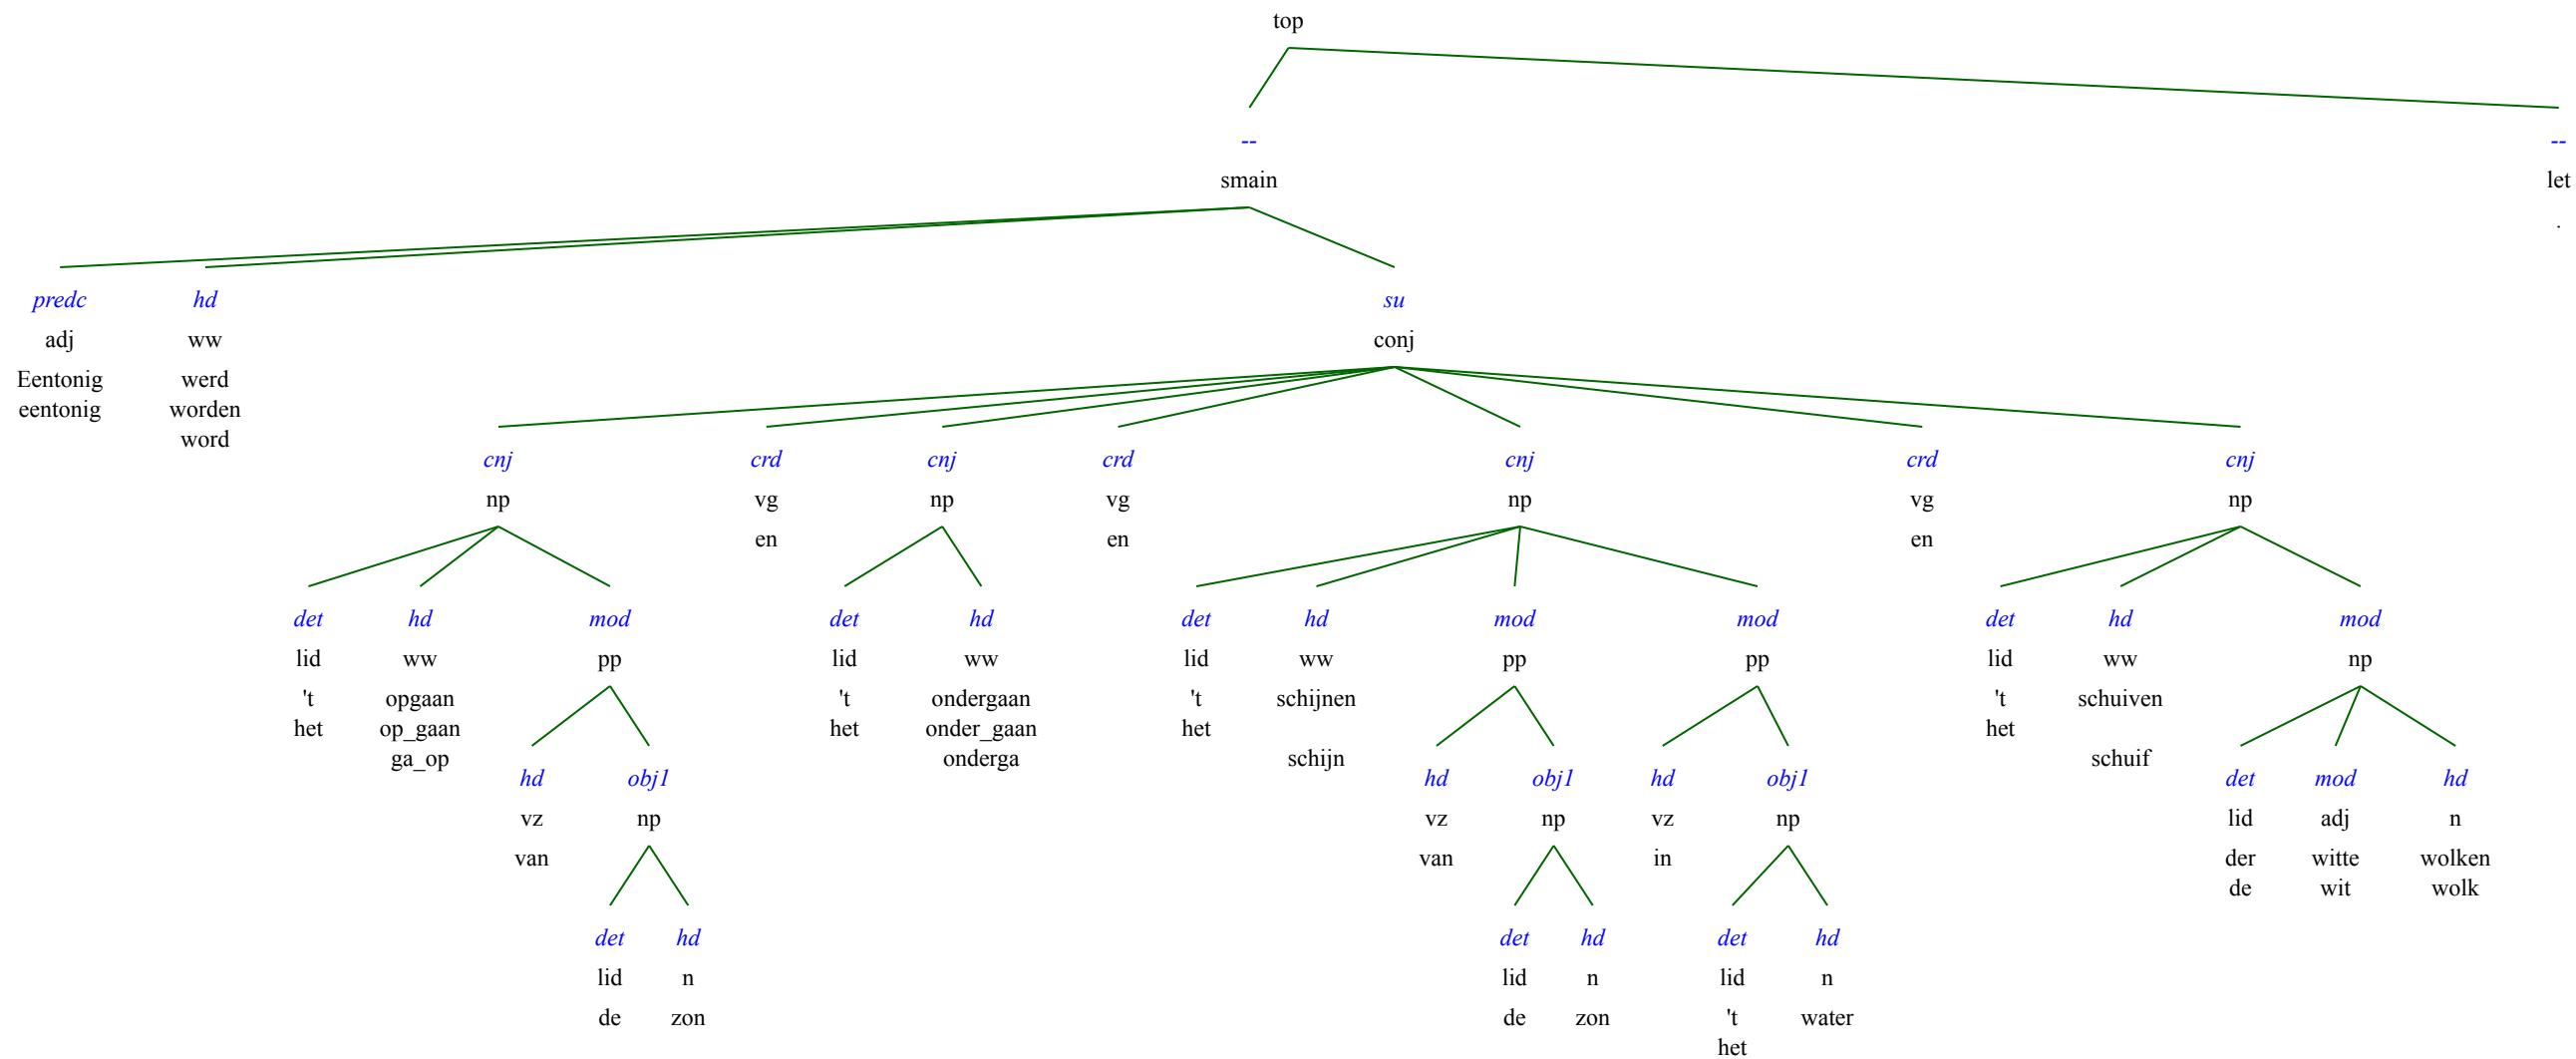 top
-- --
smain let
.
predc hd su
adj ww conj
Eentonig werd
eentonig worden
word
cnj crd cnj crd cnj crd cnj
np vg np vg np vg np
en en en
det hd mod det hd det hd mod mod det hd mod
lid ww pp lid ww lid ww pp pp lid ww np
't opgaan 't ondergaan 't schijnen 't schuiven
het op_gaan het onder_gaan het het
ga_op onderga schijn schuif
hd obj1 hd obj1 hd obj1 det mod hd
vz np vz np vz np lid adj n
van van in der witte wolken
de wit wolk
det hd det hd det hd
lid n lid n lid n
de zon de zon 't water
het